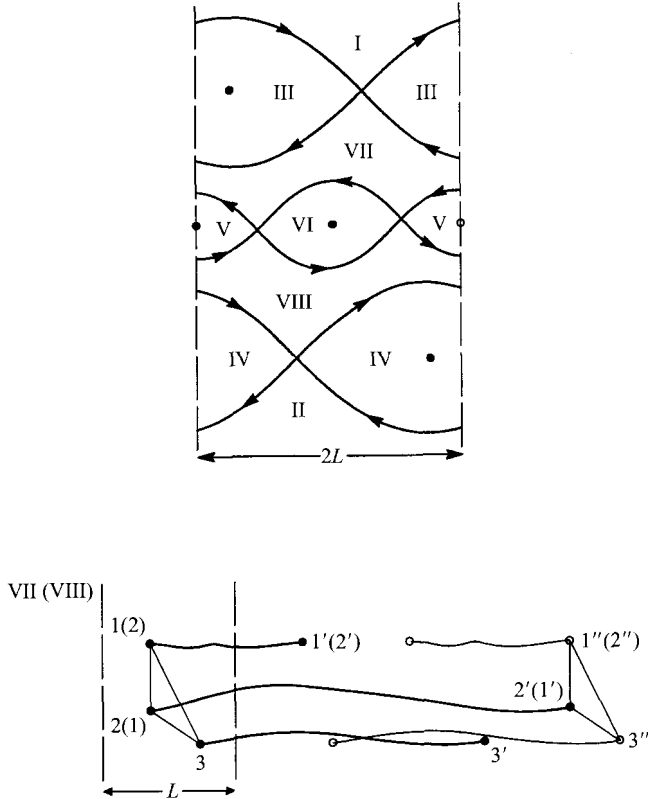 I
III III
VII
V VI V
VIII
IV IV
II
2L
VII (VIII)
1(2) 1′(2′) 1″(2″)
2(1) 2′(1′)
3 3′ 3″
L